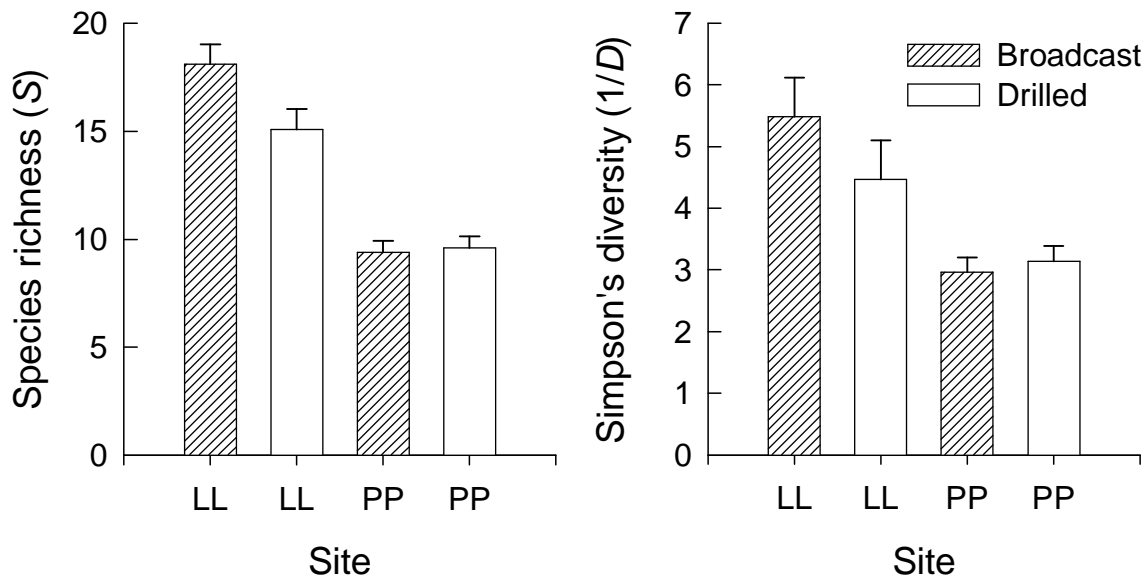 Species richness (S)
20
15
10
5
0
LL LL PP PP
Site
Simpson's diversity (1/D)
7
6
5
4
3
2
1
0
Broadcast
Drilled
LL LL PP PP
Site